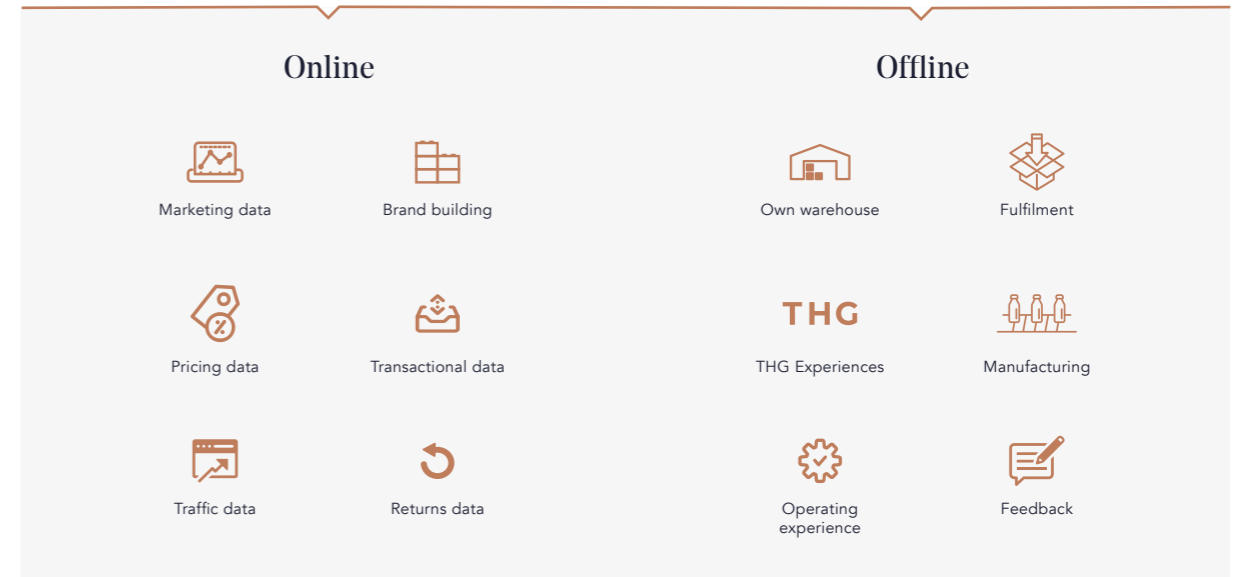 Online
Offline
Marketing data
Brand building
Own warehouse
Fulfilment
THG
Pricing data
Transactional data
THG Experiences
Manufacturing
Traffic data
Returns data
Operating
experience
Feedback